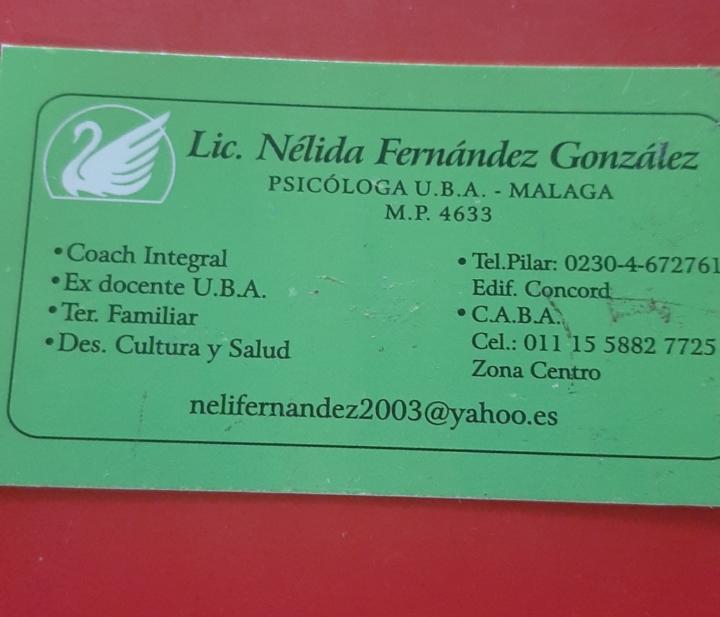 Lic. Nélida Fernández González
PSICÓLOGA U.B.A. - MALAGA
M.P. 4633
•Coach Integral
•Ex docente U.B.A.
•Ter. Familiar
•Des. Cultura y Salud
• Tel.Pilar: 0230-4-672761
Edif. Concord
• C.A.B.A.
Cel.: 011 15 5882 7725
Zona Centro
nelifernandez2003@yahoo.es